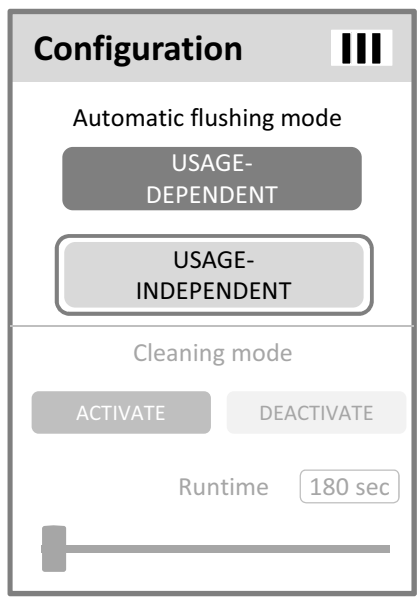 Configuration
Automatic flushing mode
USAGE-
DEPENDENT
USAGE-
INDEPENDENT
Cleaning mode
ACTIVATE DEACTIVATE
Runtime 180 sec